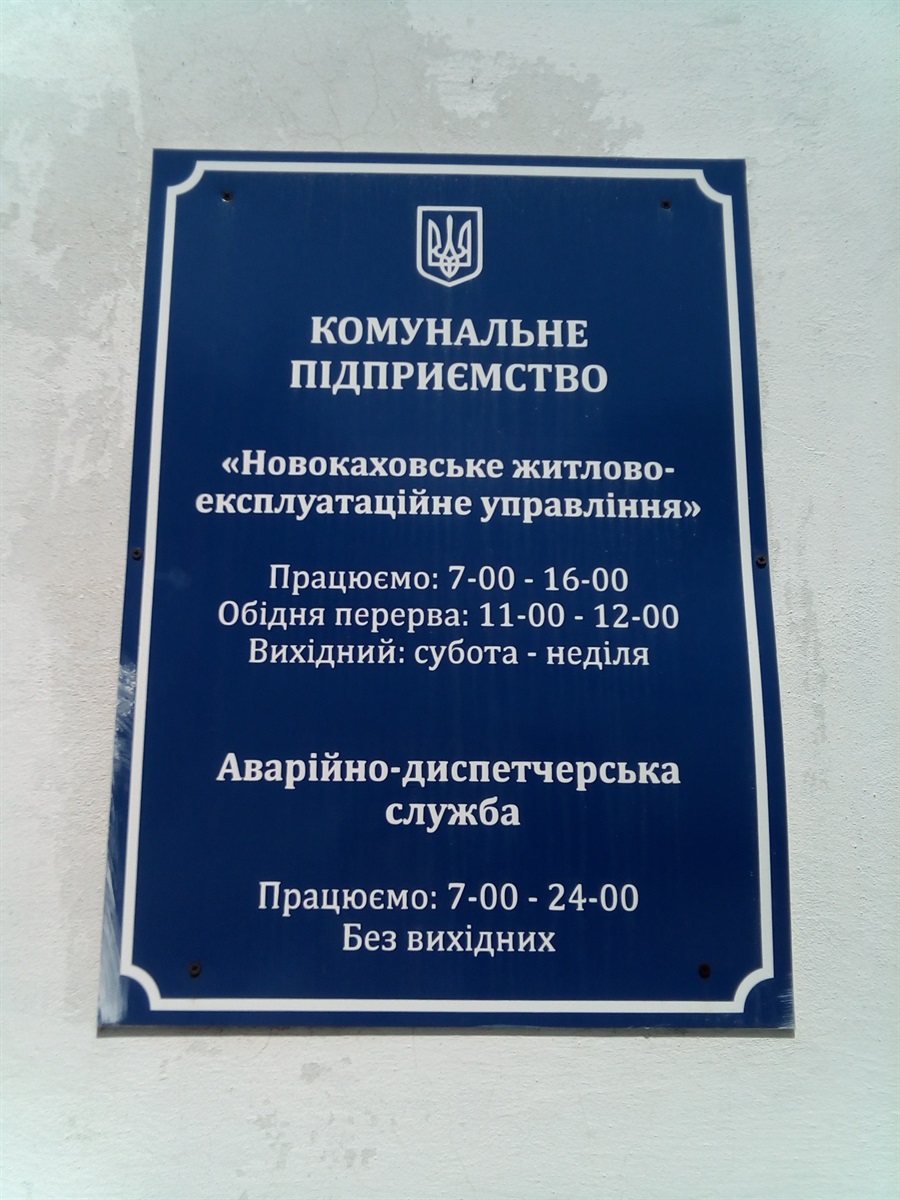 КОМУНАЛЬНЕ
ПІДПРИЄМСТВО
«Новокаховське житлово-
експлуатаційне управління»
Працюємо: 7-00 - 16-00
Обідня перерва: 11-00 - 12-00
Вихідний: субота - неділя
Аварійно-диспетчерська
служба
Працюємо: 7-00 - 24-00
Без вихідних